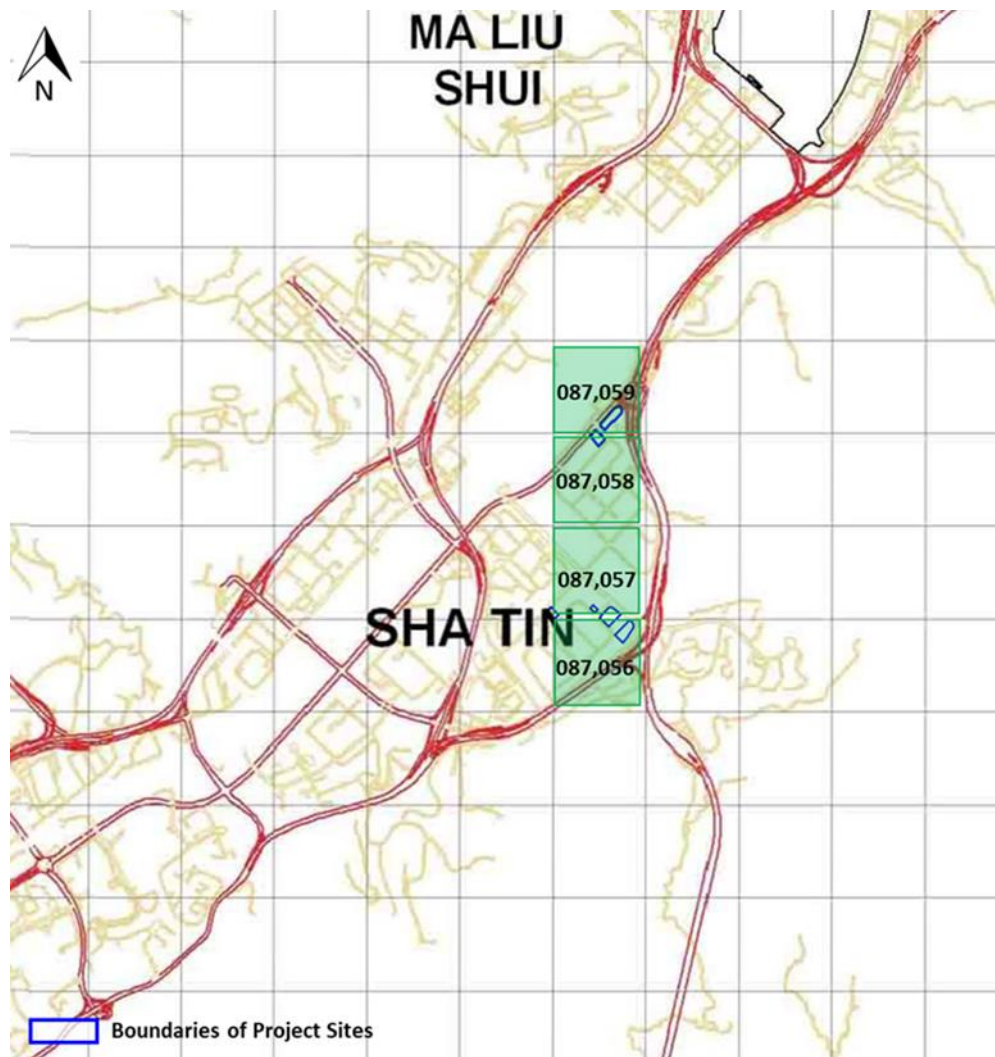 MA LIU
SHUI
N
087,059
087,058
087,057
SHA TIN
087,056
Boundaries of Project Sites